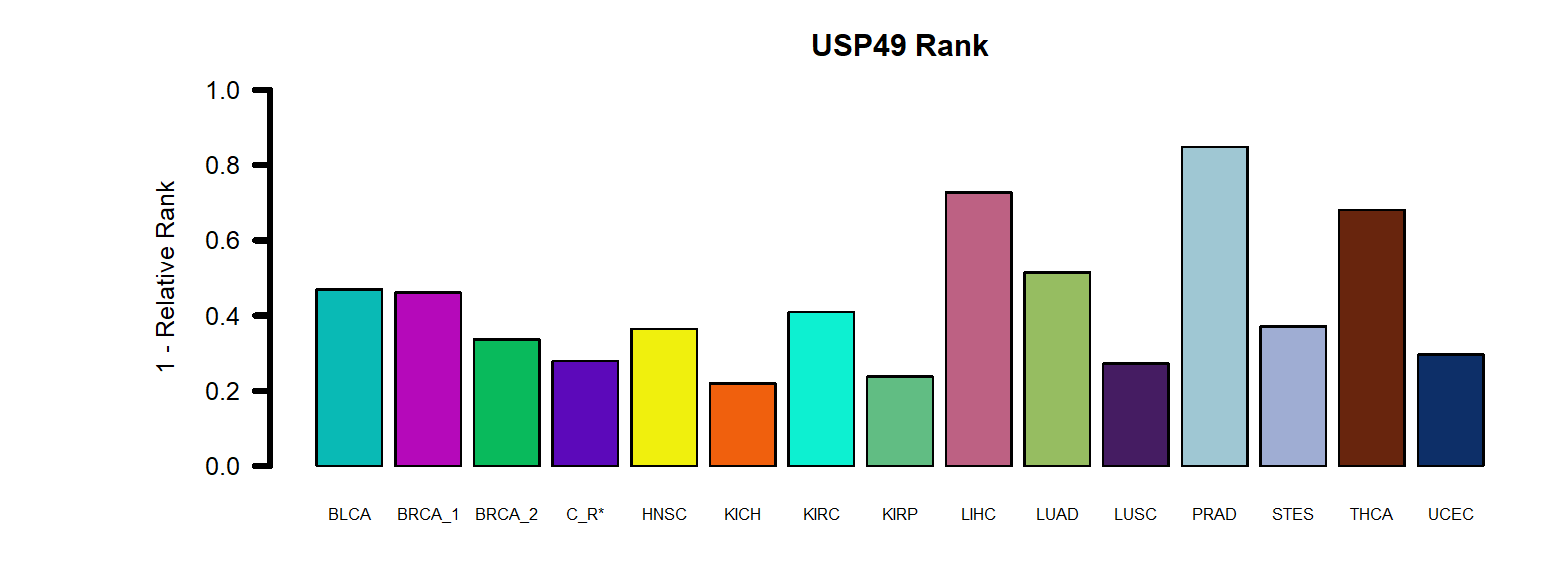 USP49 Rank
1 - Relative Rank
1.0
0.8
0.6
0.4
0.2
0.0
BLCA BRCA_1 BRCA_2 C_R* HNSC KICH KIRC KIRP LIHC LUAD LUSC PRAD STES THCA UCEC